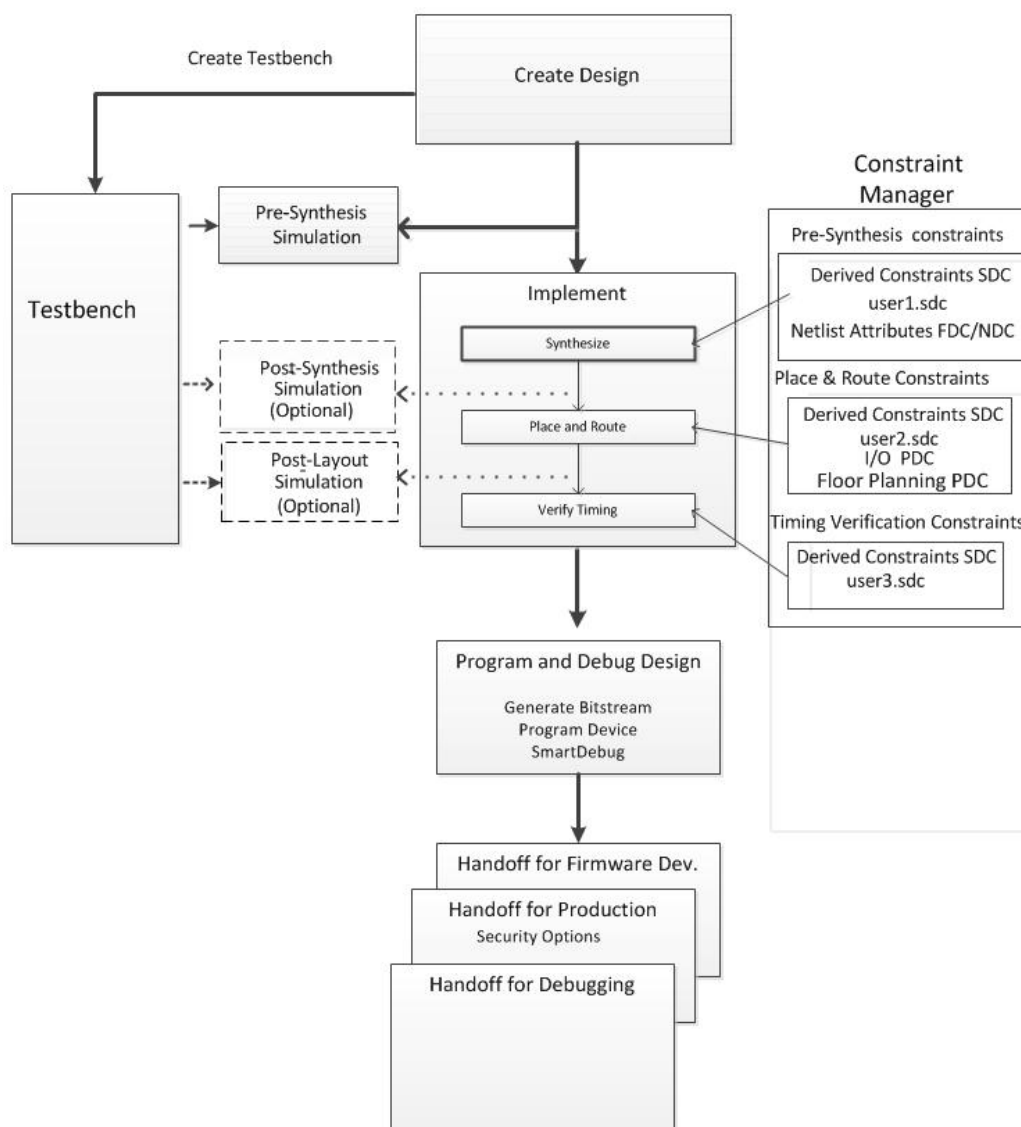 Create Testbench
Create Design
Constraint
Manager
Pre-Synthesis
Simulation
Pre-Synthesis constraints
Testbench
Implement
Derived Constraints SDC
user1.sdc
Netlist Attributes FDC/NDC
Synthesize
Post-Synthesis
Simulation
(Optional)
Place & Route Constraints
Place and Route
Derived Constraints SDC
user2.sdc
I/O PDC
Floor Planning PDC
Post-Layout
Simulation
(Optional)
Verify Timing
Timing Verification Constraints
Derived Constraints SDC
user3.sdc
Program and Debug Design
Generate Bitstream
Program Device
SmartDebug
Handoff for Firmware Dev.
Handoff for Production
Security Options
Handoff for Debugging